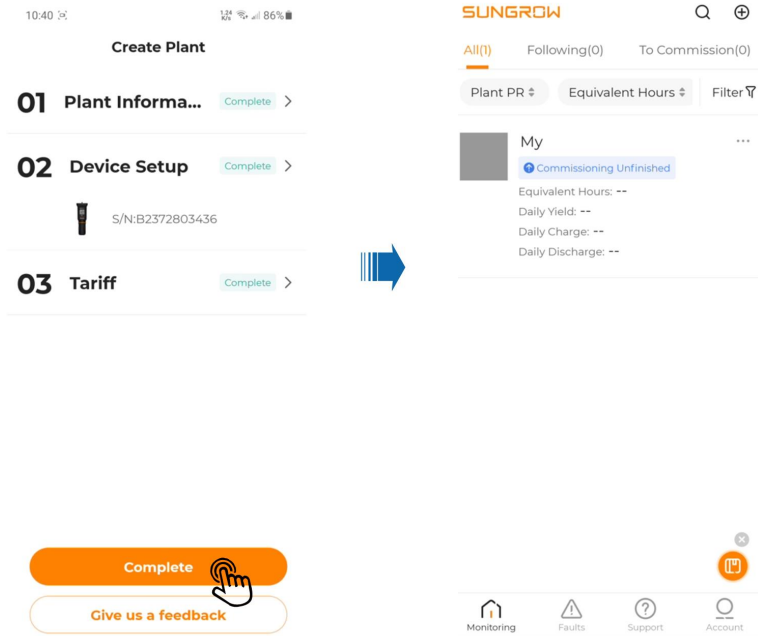 10:40
1.24 K/s 86%
Create Plant
01 Plant Informa... Complete
02 Device Setup Complete
S/N:B2372803436
03 Tariff Complete
Complete
Give us a feedback
SUNGROW
All(1) Following(0) To Commission(0)
Plant PR Equivalent Hours Filter
My
Commissioning Unfinished
Equivalent Hours: --
Daily Yield: --
Daily Charge: --
Daily Discharge: --
Monitoring Faults Support Account